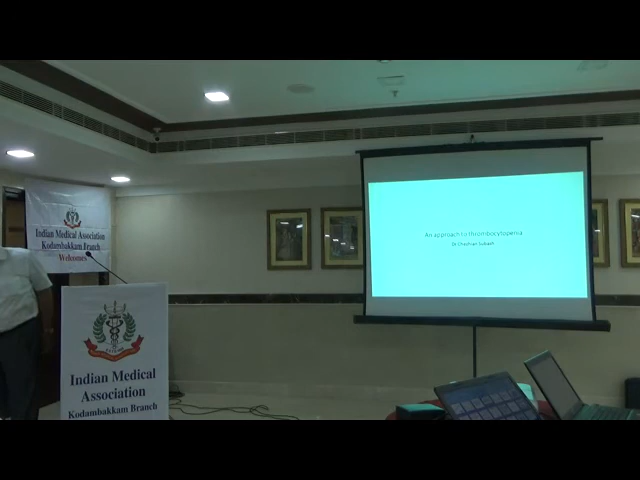 Indian Medical Association
Kodambakkam Branch
Welcomes
An approach to thrombocytopenia
Indian Medical
Association
Kodambakkam Branch